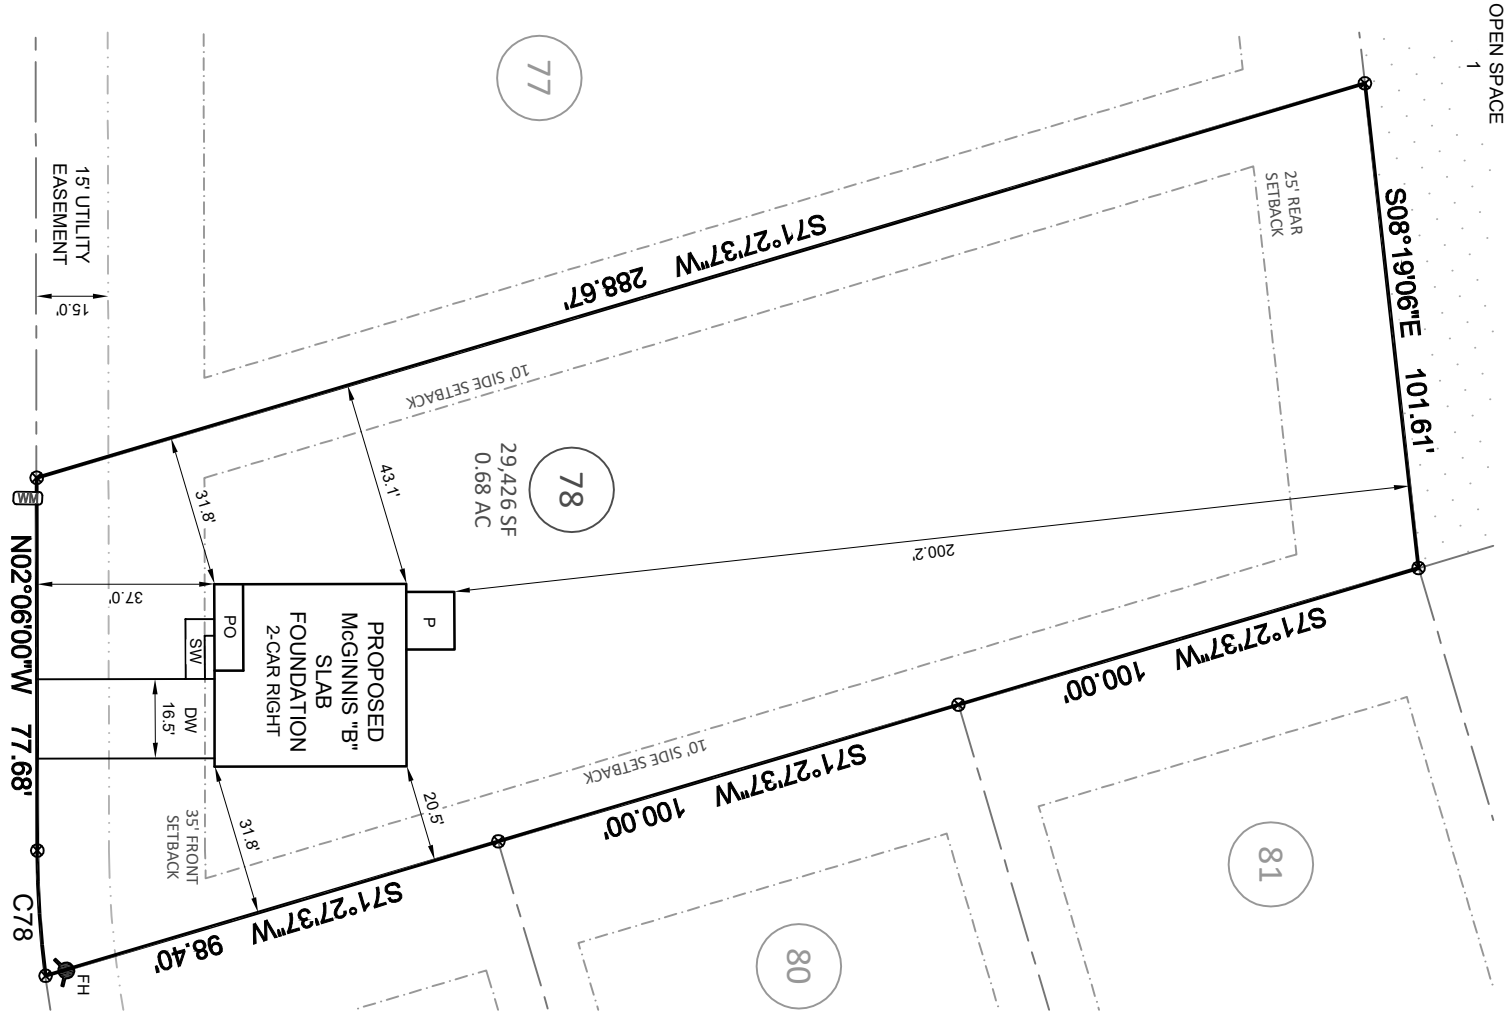 OPEN SPACE
1
77
15' UTILITY
EASEMENT
15.0'
25' REAR
SETBACK
S08°19'06"E 101.61'
S71°27'37"W 288.67'
10' SIDE SETBACK
43.1'
31.8'
78
29,426 SF
0.68 AC
200.2'
WM
N02°06'00"W 77.68'
37.0'
PO
SW
P
PROPOSED
McGINNIS "B"
SLAB
FOUNDATION
2-CAR RIGHT
DW
16.5'
S71°27'37"W 100.00'
S71°27'37"W 100.00'
10' SIDE SETBACK
20.5'
31.8'
35' FRONT
SETBACK
S71°27'37"W 98.40'
C78
FH
80
81